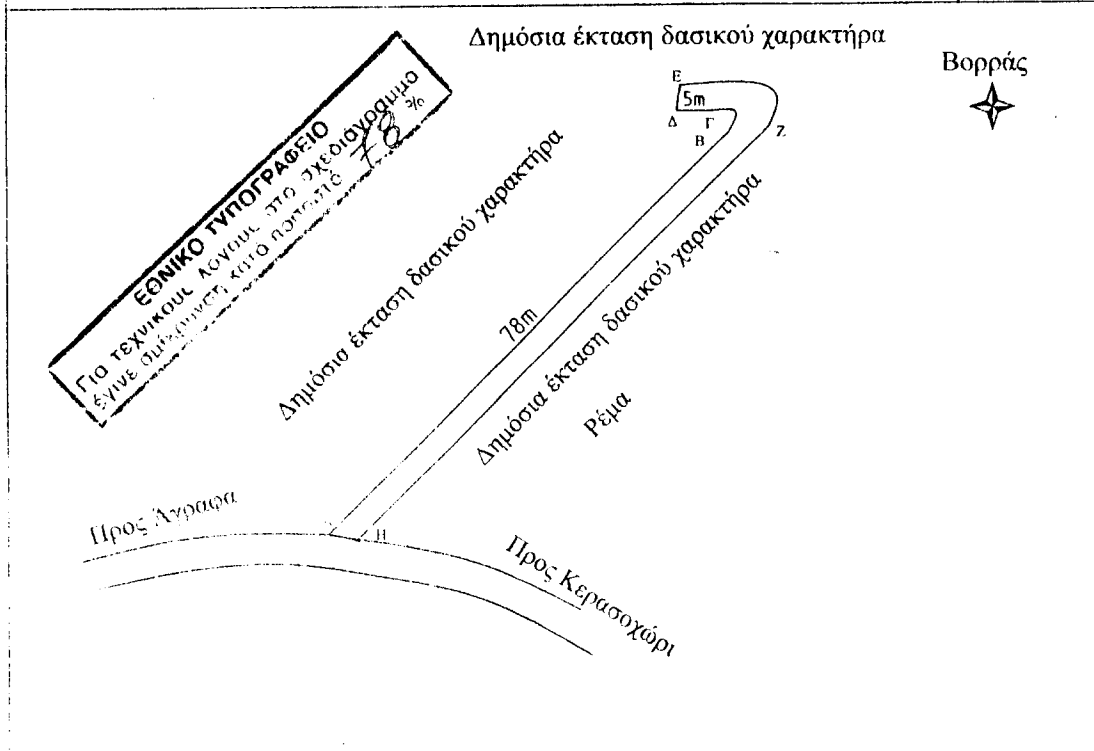 Δημόσια έκταση δασικού χαρακτήρα
Βορράς
ΕΘΝΙΚΟ ΤΥΠΟΓΡΑΦΕΙΟ
Για τεχνικούς λόγους στο σχεδιάγραμμα
έγινε σμίκρυνση κατά ποσοστό 78 %
Ε
5m
Δ Γ
Β
Ζ
Δημόσια έκταση δασικού χαρακτήρα
78m
Δημόσια έκταση δασικού χαρακτήρα
Ρέμα
Προς Άγραφα
Η
Προς Κερασοχώρι